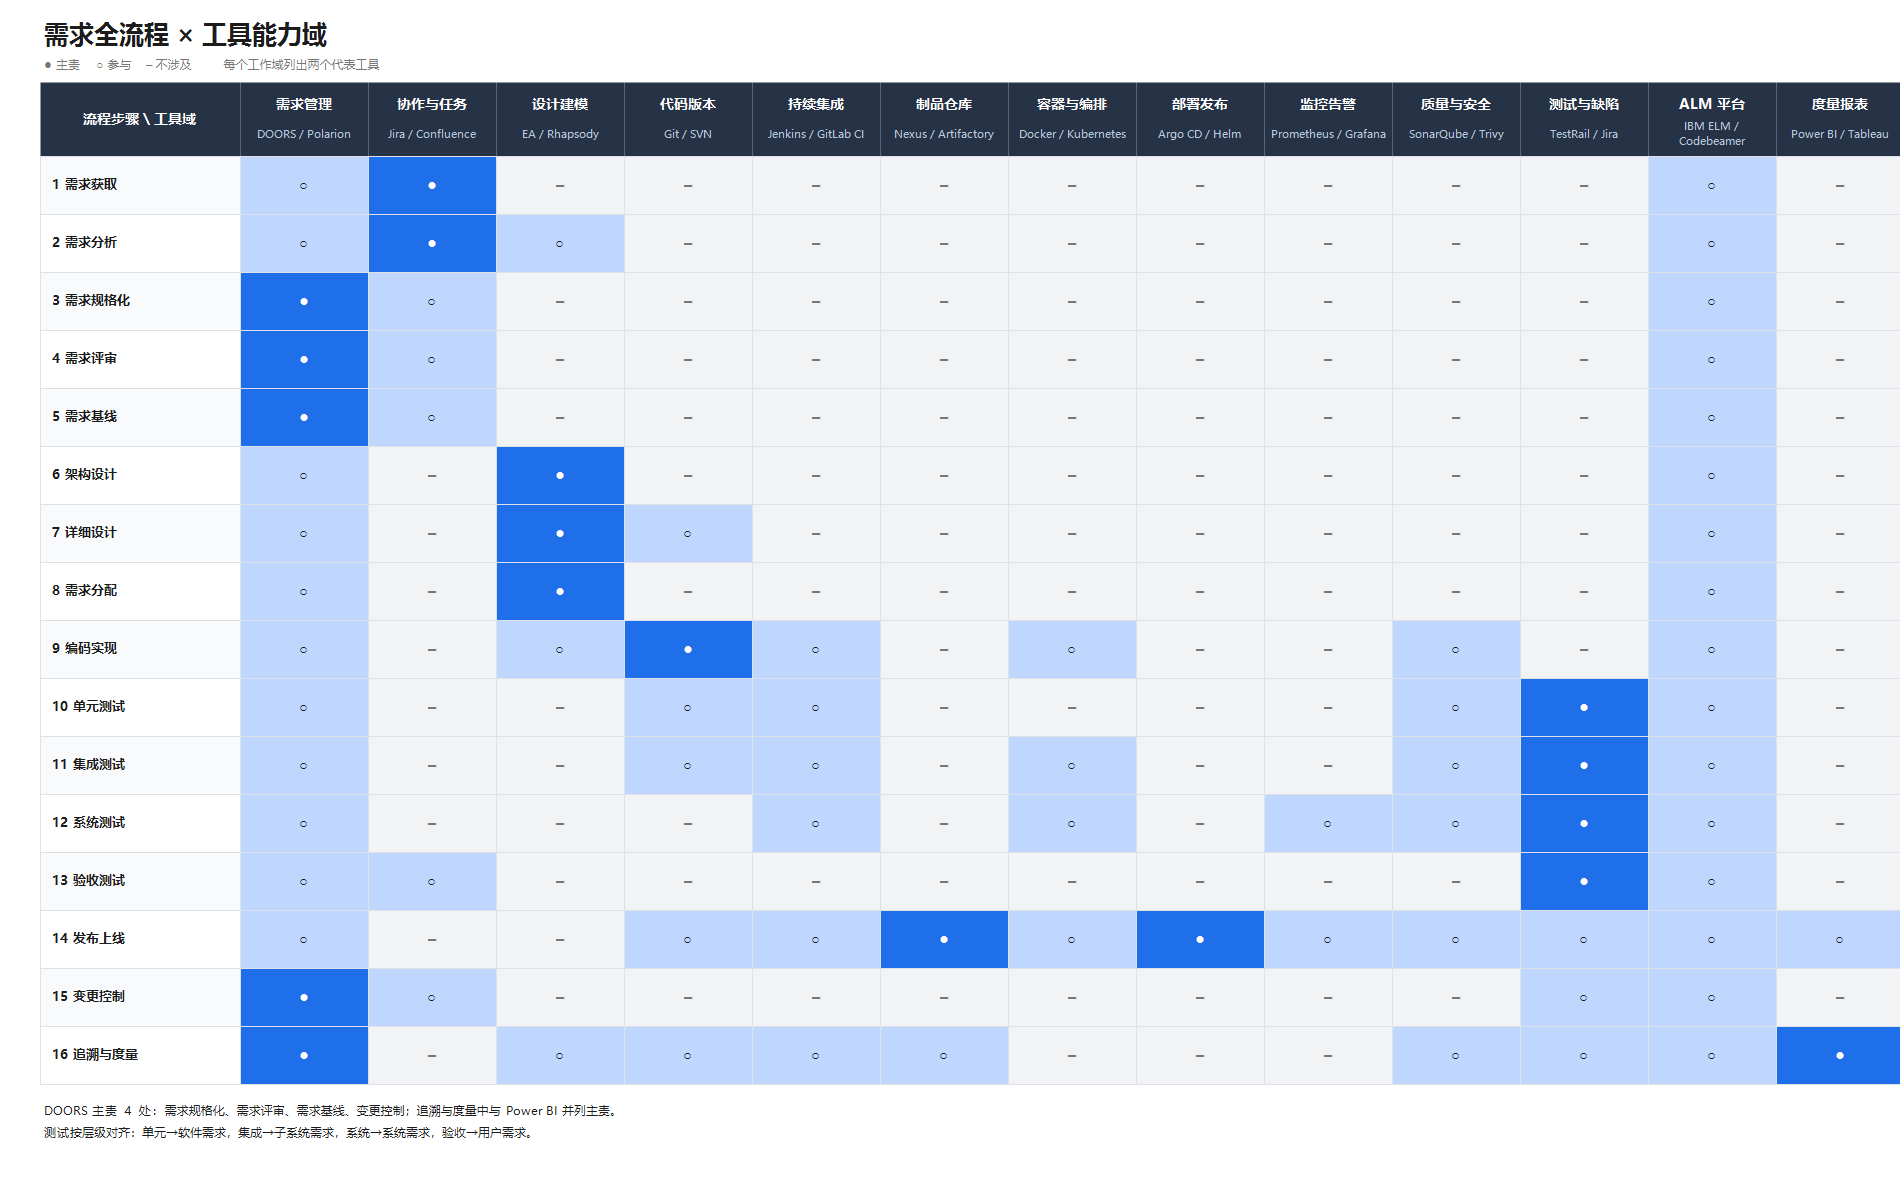 需求全流程 × 工具能力域
● 主责 ○ 参与 – 不涉及 每个工作域列出两个代表工具
流程步骤 \ 工具域 需求管理 协作与任务 设计建模 代码版本 持续集成 制品仓库 容器与编排 部署发布 监控告警 质量与安全 测试与缺陷 ALM 平台 度量报表
DOORS / Polarion Jira / Confluence EA / Rhapsody Git / SVN Jenkins / GitLab CI Nexus / Artifactory Docker / Kubernetes Argo CD / Helm Prometheus / Grafana SonarQube / Trivy TestRail / Jira IBM ELM / Codebeamer Power BI / Tableau
1 需求获取 ○ ● – – – – – – – – – ○ –
2 需求分析 ○ ● ○ – – – – – – – – ○ –
3 需求规格化 ● ○ – – – – – – – – – ○ –
4 需求评审 ● ○ – – – – – – – – – ○ –
5 需求基线 ● ○ – – – – – – – – – ○ –
6 架构设计 ○ – ● – – – – – – – – ○ –
7 详细设计 ○ – ● ○ – – – – – – – ○ –
8 需求分配 ○ – ● – – – – – – – – ○ –
9 编码实现 ○ – ○ ● ○ – ○ – – ○ – ○ –
10 单元测试 ○ – – ○ ○ – – – – ○ ● ○ –
11 集成测试 ○ – – ○ ○ – ○ – – ○ ● ○ –
12 系统测试 ○ – – – ○ – ○ – ○ ○ ● ○ –
13 验收测试 ○ ○ – – – – – – – – ● ○ –
14 发布上线 ○ – – ○ ○ ● ○ ● ○ ○ ○ ○ ○
15 变更控制 ● ○ – – – – – – – – ○ ○ –
16 追溯与度量 ● – ○ ○ ○ ○ – – – ○ ○ ○ ●
DOORS 主责 4 处：需求规格化、需求评审、需求基线、变更控制；追溯与度量中与 Power BI 并列主责。
测试按层级对齐：单元→软件需求，集成→子系统需求，系统→系统需求，验收→用户需求。